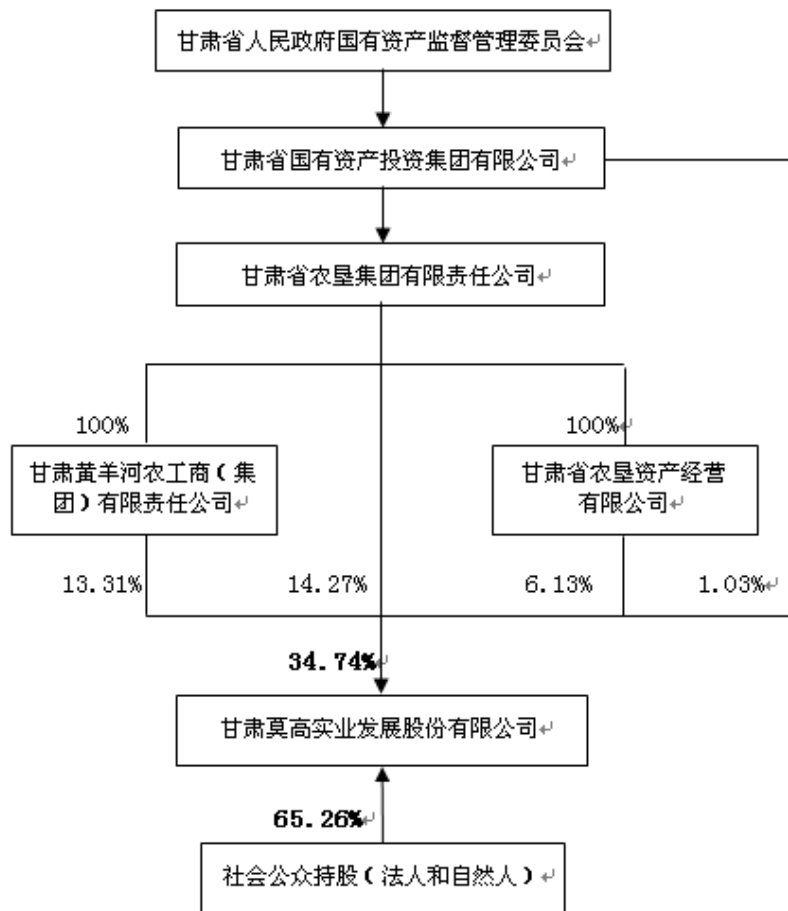 甘肃省人民政府国有资产监督管理委员会
甘肃省国有资产投资集团有限公司
甘肃省农垦集团有限责任公司
100%
100%
甘肃黄羊河农工商（集
团）有限责任公司
甘肃省农垦资产经营
有限公司
13.31%
14.27%
6.13%
1.03%
34.74%
甘肃莫高实业发展股份有限公司
65.26%
社会公众持股（法人和自然人）